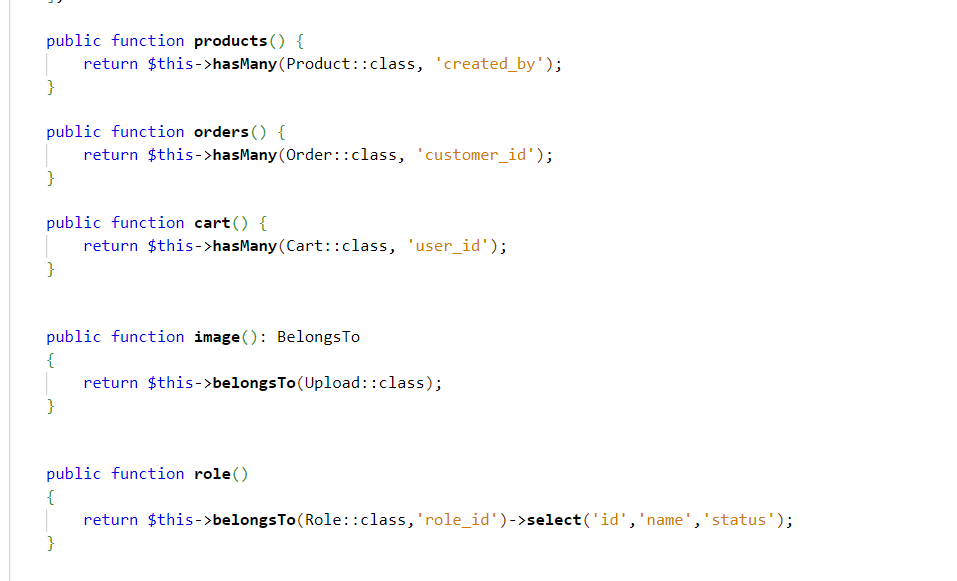 public function products() {
return $this->hasMany(Product::class, 'created_by');
}
public function orders() {
return $this->hasMany(Order::class, 'customer_id');
}
public function cart() {
return $this->hasMany(Cart::class, 'user_id');
}
public function image(): BelongsTo
{
return $this->belongsTo(Upload::class);
}
public function role()
{
return $this->belongsTo(Role::class,'role_id')->select('id','name','status');
}